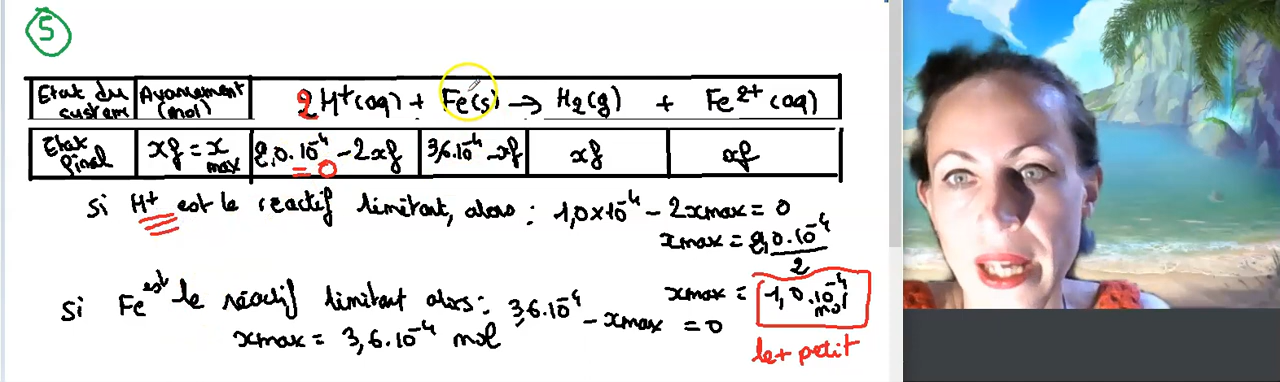 5
Etat du système | Avancement (mol) | 2 H+(aq) + Fe(s) → H2(g) + Fe2+ (aq)
Etat final | xf = xmax | 2,0.10⁻⁴ - 2xf = 0 | 3,6.10⁻⁴ - xf | xf | xf
Si H+ est le réactif limitant, alors : 1,0×10⁻⁴ - 2xmax = 0
xmax = 2,0.10⁻⁴ / 2
xmax = 1,0.10⁻⁴ mol
Si Fe est le réactif limitant alors : 3,6.10⁻⁴ - xmax = 0
xmax = 3,6.10⁻⁴ mol
le + petit